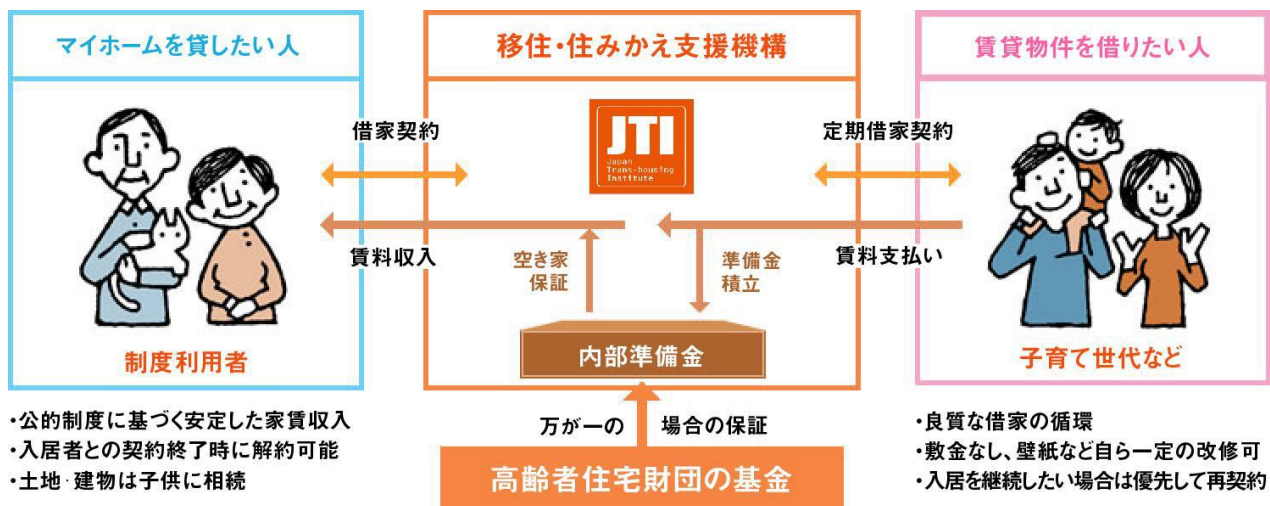 マイホームを貸したい人
移住・住みかえ支援機構
賃貸物件を借りたい人
借家契約
JTI
Japan
Trans-housing
Institute
定期借家契約
賃料収入
空き家
保証
準備金
積立
賃料支払い
内部準備金
制度利用者
子育て世代など
・公的制度に基づく安定した家賃収入
・入居者との契約終了時に解約可能
・土地・建物は子供に相続
万が一の 場合の保証
高齢者住宅財団の基金
・良質な借家の循環
・敷金なし、壁紙など自ら一定の改修可
・入居を継続したい場合は優先して再契約